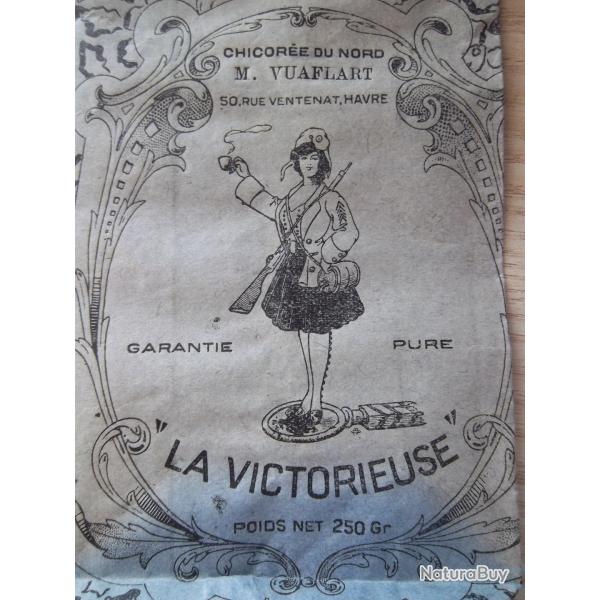 CHICORÉE DU NORD
M. VUAFLART
50, RUE VENTENAT, HAVRE
GARANTIE PURE
"LA VICTORIEUSE"
POIDS NET 250 Gr
NaturaBuy